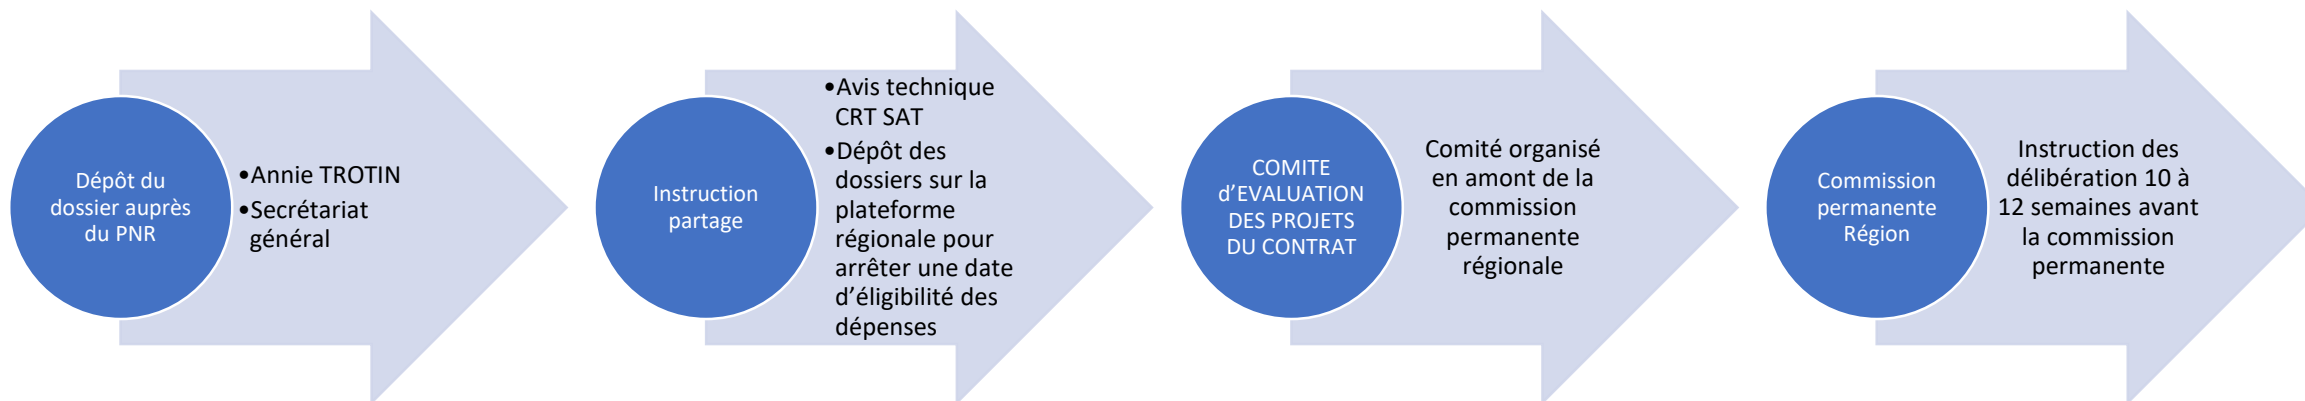 Dépôt du
dossier auprès
du PNR
•Annie TROTIN
•Secrétariat
général
Instruction
partage
•Avis technique
CRT SAT
•Dépôt des
dossiers sur la
plateforme
régionale pour
arrêter une date
d’éligibilité des
dépenses
COMITE
d’EVALUATION
DES PROJETS
DU CONTRAT
Comité organisé
en amont de la
commission
permanente
régionale
Commission
permanente
Région
Instruction des
délibération 10 à
12 semaines avant
la commission
permanente